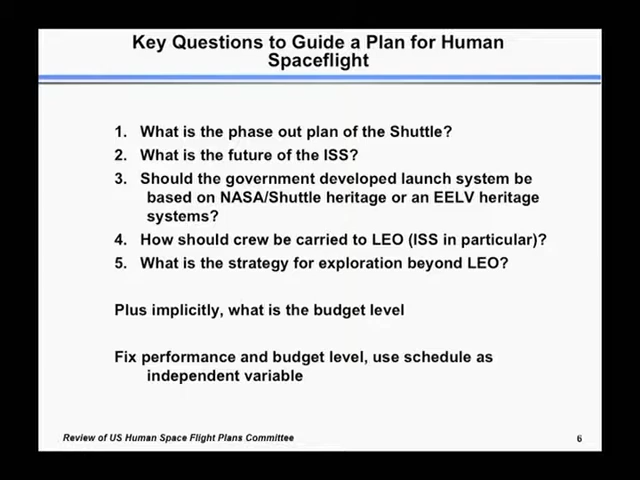 Key Questions to Guide a Plan for Human
Spaceflight
1. What is the phase out plan of the Shuttle?
2. What is the future of the ISS?
3. Should the government developed launch system be
based on NASA/Shuttle heritage or an EELV heritage
systems?
4. How should crew be carried to LEO (ISS in particular)?
5. What is the strategy for exploration beyond LEO?
Plus implicitly, what is the budget level
Fix performance and budget level, use schedule as
independent variable
Review of US Human Space Flight Plans Committee
6